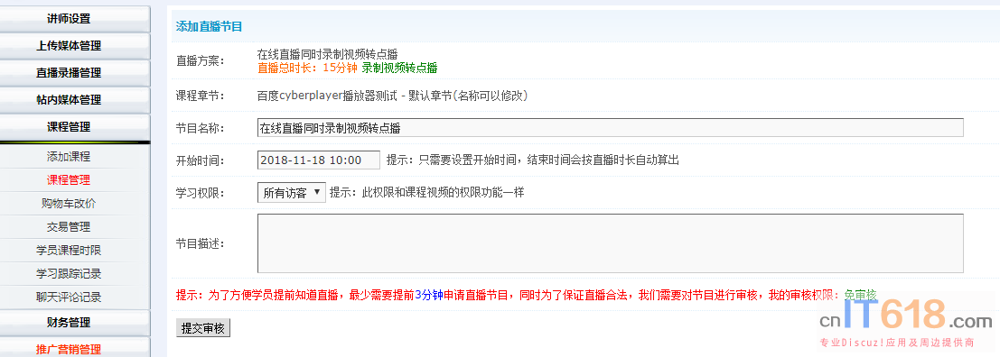 讲师设置
上传媒体管理
直播录播管理
帖内媒体管理
课程管理
添加课程
课程管理
购物车改价
交易管理
学员课程时限
学习跟踪记录
聊天评论记录
财务管理
推广营销管理
添加直播节目
直播方案： 在线直播同时录制视频转点播
直播总时长：15分钟 录制视频转点播
课程章节： 百度cyberplayer播放器测试 - 默认章节(名称可以修改)
节目名称： 在线直播同时录制视频转点播
开始时间： 2018-11-18 10:00 提示：只需要设置开始时间，结束时间会按直播时长自动算出
学习权限： 所有访客 提示：此权限和课程视频的权限功能一样
节目描述：
提示：为了方便学员提前知道直播，最少需要提前3分钟申请直播节目，同时为了保证直播合法，我们需要对节目进行审核，我的审核权限：免审核
提交审核
cnIT618.com
专业Discuz!应用及周边提供商